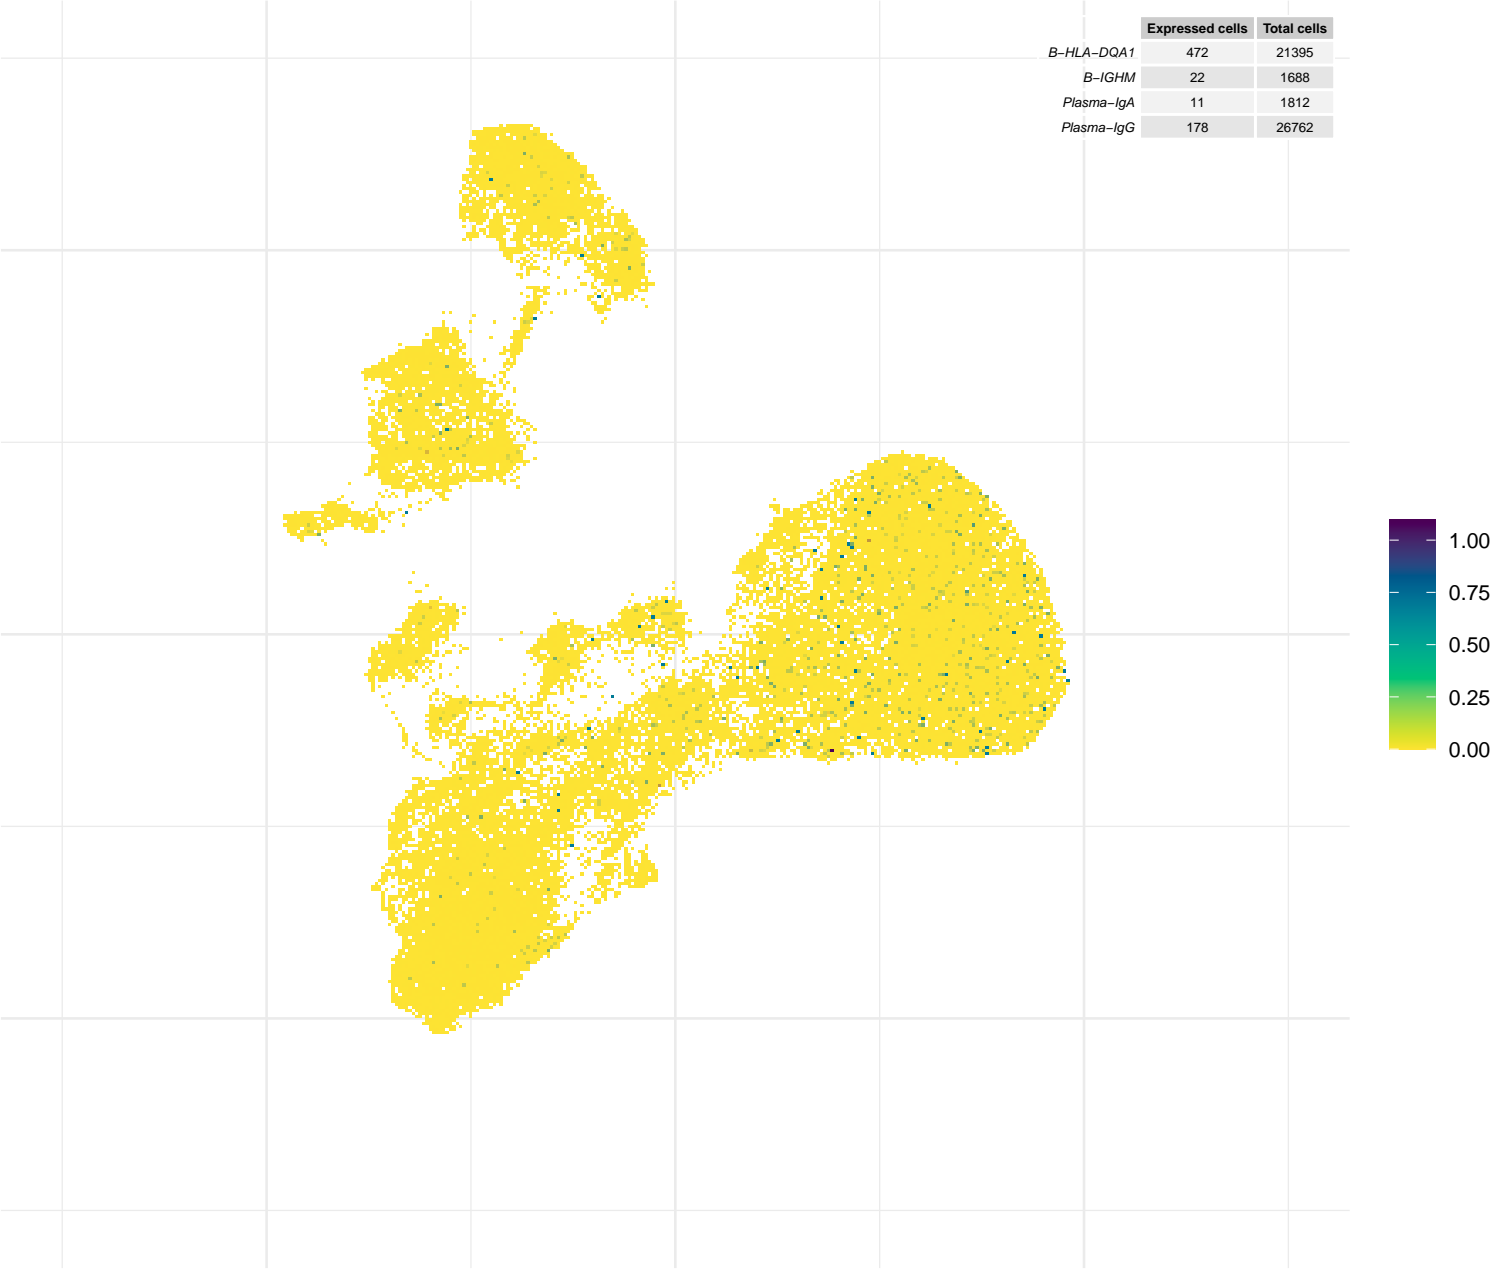 Expressed cells Total cells
B−HLA−DQA1 472 21395
B−IGHM 22 1688
Plasma−IgA 11 1812
Plasma−IgG 178 26762
1.00
0.75
0.50
0.25
0.00